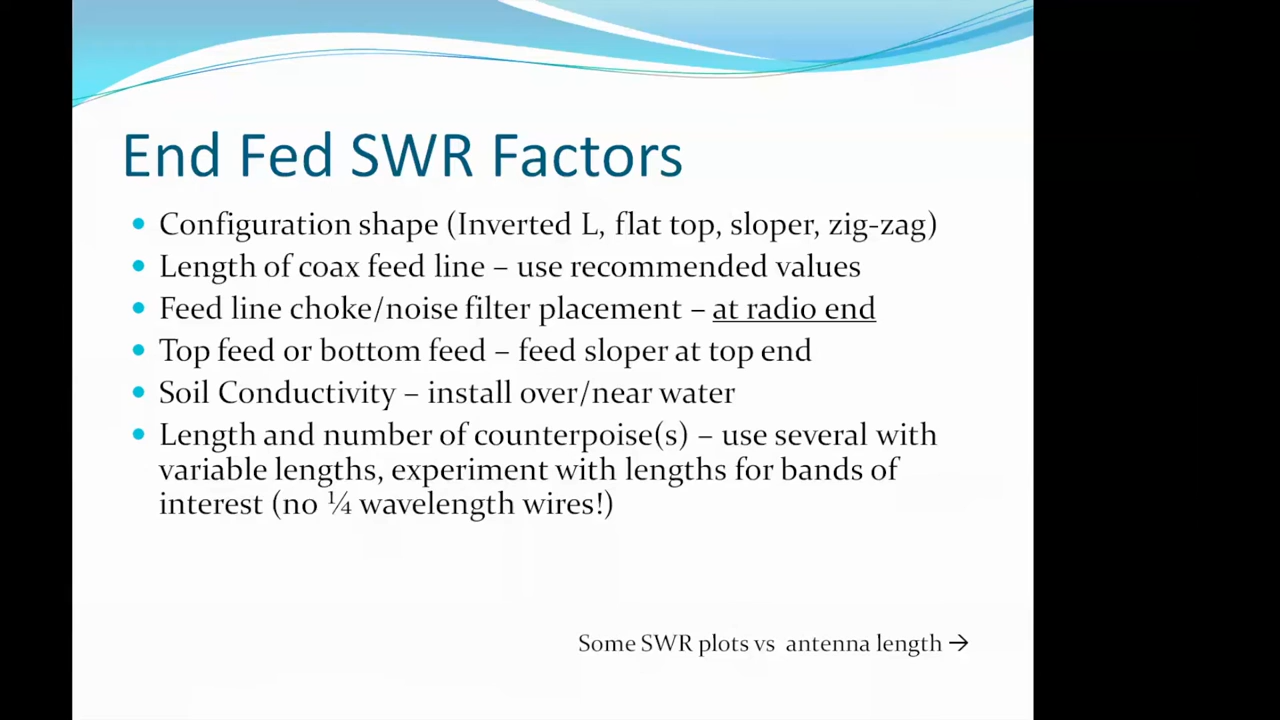 End Fed SWR Factors
• Configuration shape (Inverted L, flat top, sloper, zig-zag)
• Length of coax feed line – use recommended values
• Feed line choke/noise filter placement – at radio end
• Top feed or bottom feed – feed sloper at top end
• Soil Conductivity – install over/near water
• Length and number of counterpoise(s) – use several with
variable lengths, experiment with lengths for bands of
interest (no ¼ wavelength wires!)
Some SWR plots vs antenna length →